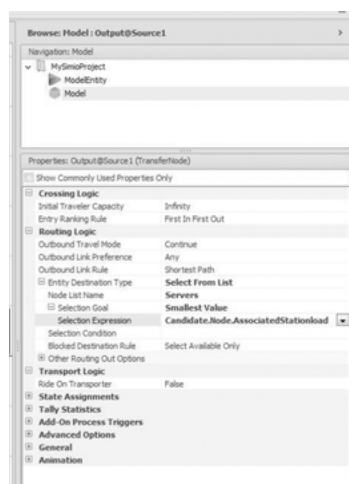 Browse: Model : Output@Source1
Navigation: Model
MySimioProject
ModelEntity
Model
Properties: Output@Source1 (TransferNode)
Show Commonly Used Properties Only
Crossing Logic
Initial Traveler Capacity Infinity
Entry Ranking Rule First In First Out
Routing Logic
Outbound Travel Mode Continue
Outbound Link Preference Any
Outbound Link Rule Shortest Path
Entity Destination Type Select From List
Node List Name Servers
Selection Goal Smallest Value
Selection Expression Candidate.Node.AssociatedStationload
Selection Condition
Blocked Destination Rule Select Available Only
Other Routing Out Options
Transport Logic
Ride On Transporter False
State Assignments
Tally Statistics
Add-On Process Triggers
Advanced Options
General
Animation